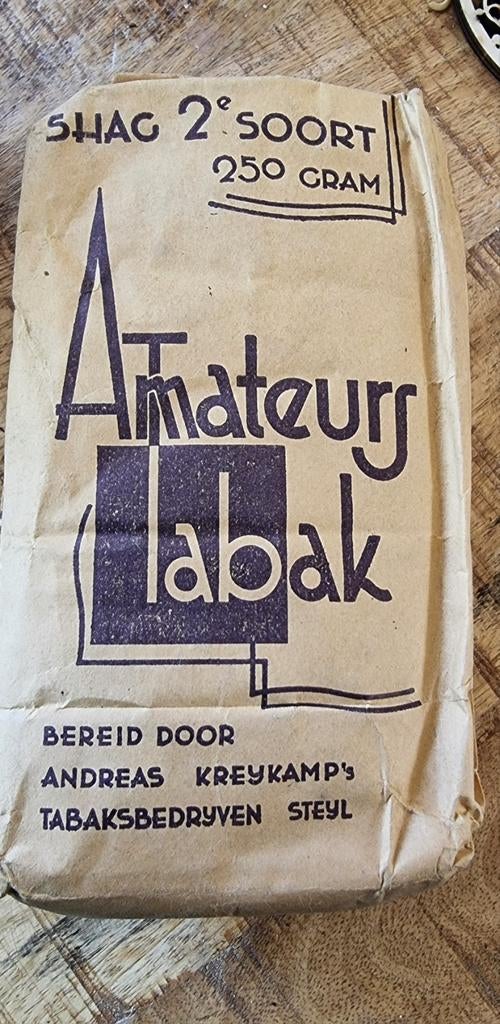 SHAG 2e SOORT
250 GRAM
Amateurs
Tabak
BEREID DOOR
ANDREAS KREYKAMP's
TABAKSBEDRYVEN STEYL